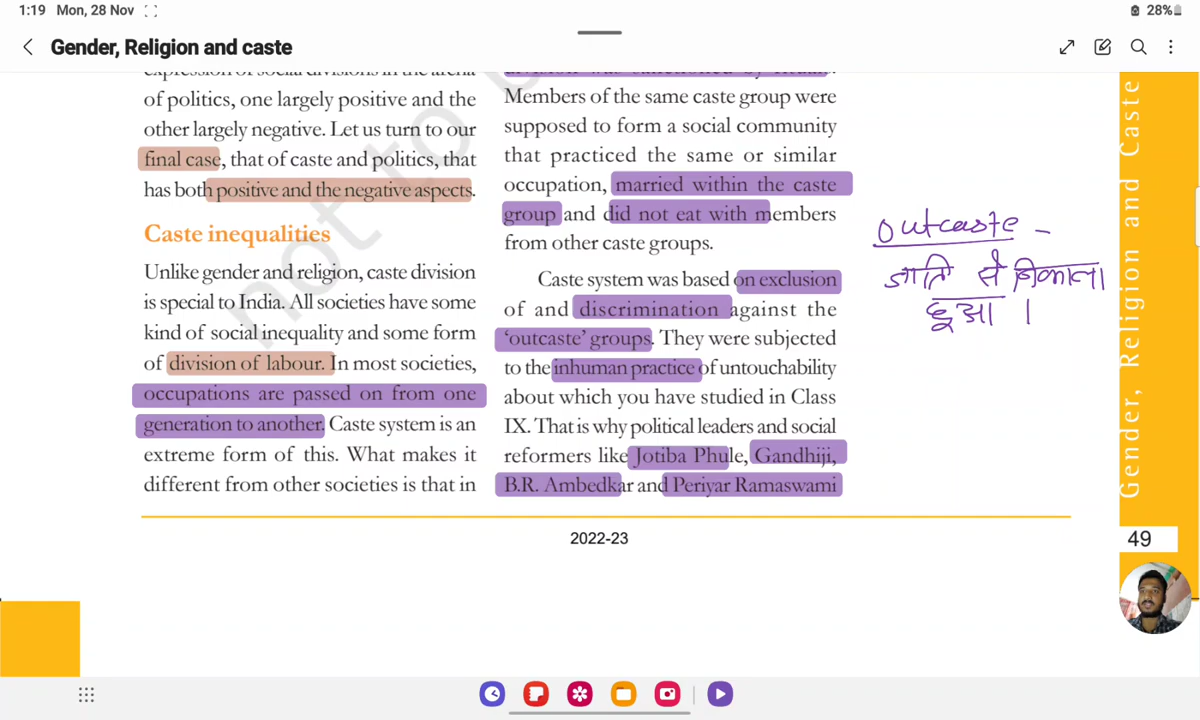 1:19 Mon, 28 Nov
28%
Gender, Religion and caste
of politics, one largely positive and the
other largely negative. Let us turn to our
final case, that of caste and politics, that
has both positive and the negative aspects.
Caste inequalities
Unlike gender and religion, caste division
is special to India. All societies have some
kind of social inequality and some form
of division of labour. In most societies,
occupations are passed on from one
generation to another. Caste system is an
extreme form of this. What makes it
different from other societies is that in
Members of the same caste group were
supposed to form a social community
that practiced the same or similar
occupation, married within the caste
group and did not eat with members
from other caste groups.
Caste system was based on exclusion
of and discrimination against the
‘outcaste’ groups. They were subjected
to the inhuman practice of untouchability
about which you have studied in Class
IX. That is why political leaders and social
reformers like Jotiba Phule, Gandhiji,
B.R. Ambedkar and Periyar Ramaswami
outcaste -
जाति से निकाला
हुआ ।
Gender, Religion and Caste
49
2022-23
not to